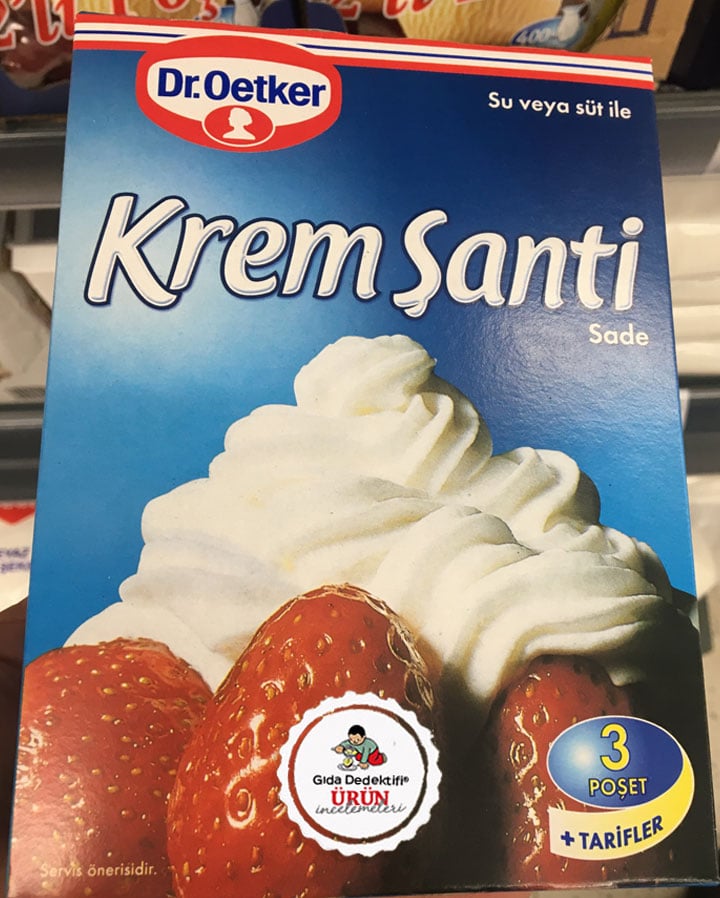 Dr.Oetker
Su veya süt ile
Krem Şanti
Sade
Gıda Dedektifi®
ÜRÜN
incelemeleri
3
POŞET
+ TARİFLER
Servis önerisidir.